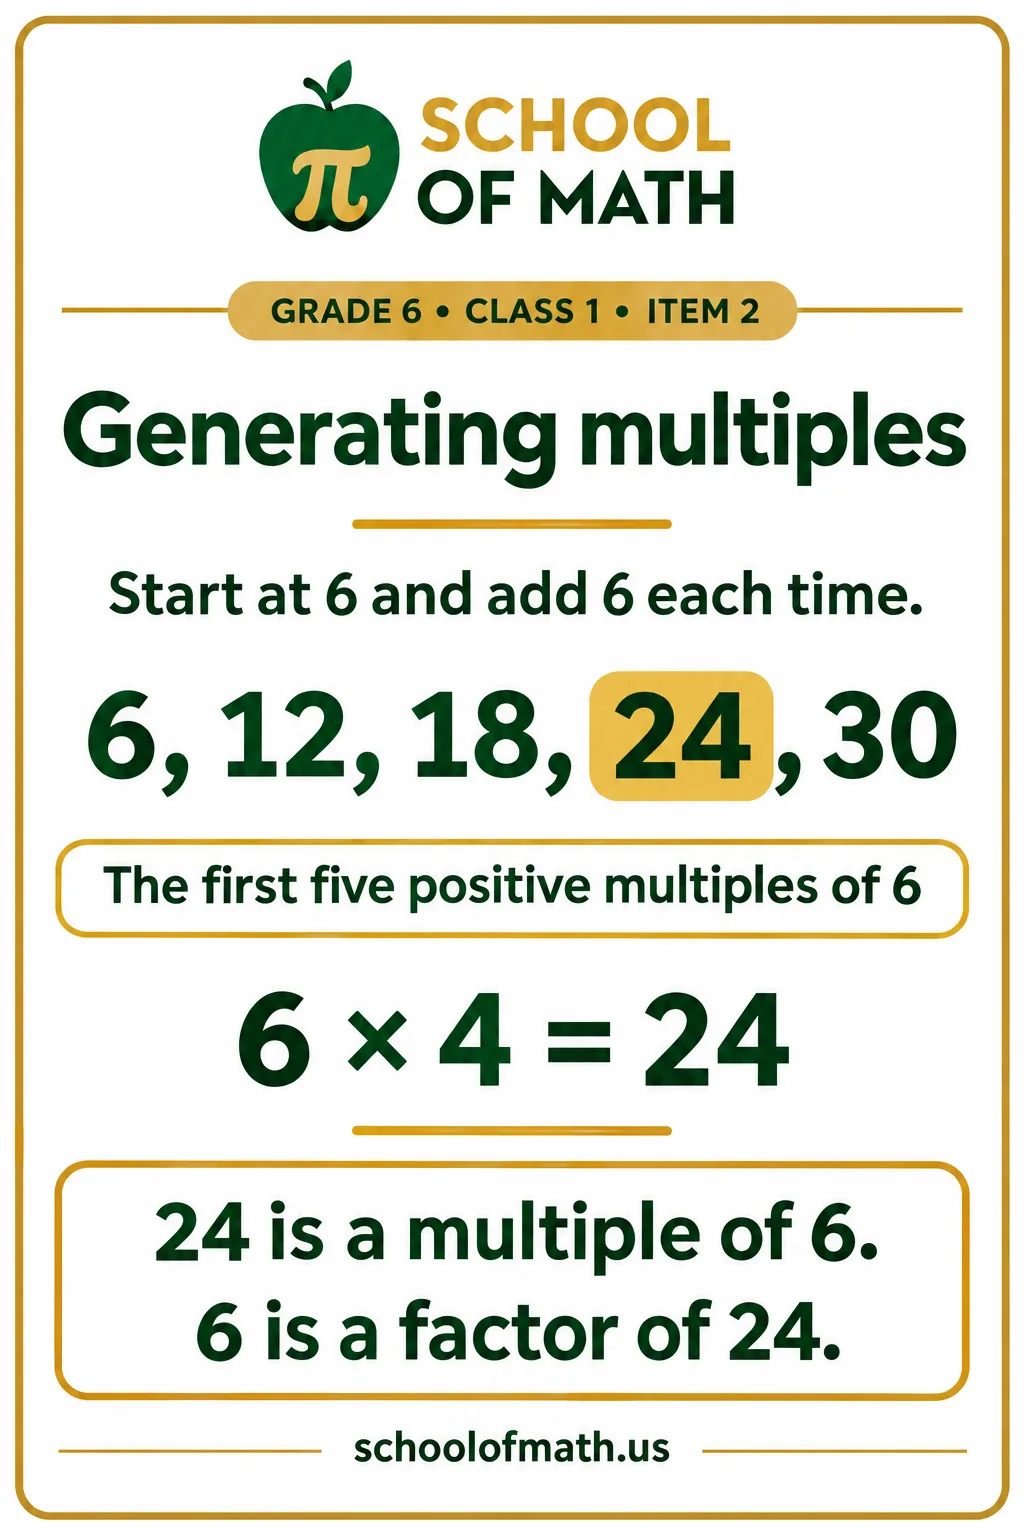 π
SCHOOL
OF MATH
GRADE 6 • CLASS 1 • ITEM 2
Generating multiples
Start at 6 and add 6 each time.
6, 12, 18, 24, 30
The first five positive multiples of 6
6 × 4 = 24
24 is a multiple of 6.
6 is a factor of 24.
schoolofmath.us